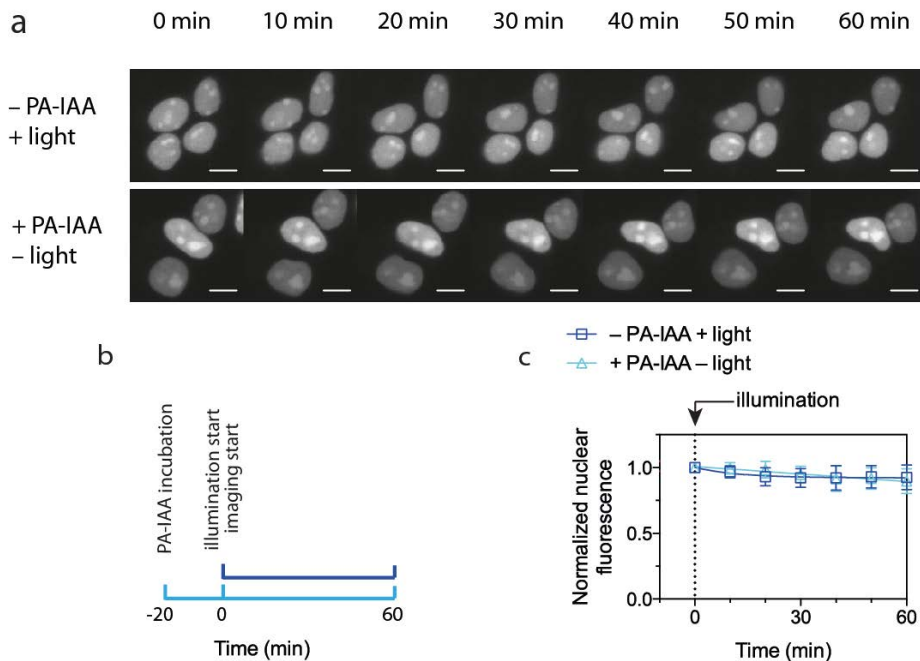 a
0 min 10 min 20 min 30 min 40 min 50 min 60 min
– PA-IAA
+ light
+ PA-IAA
– light
b
PA-IAA incubation
illumination start
imaging start
-20 0 60
Time (min)
c
– PA-IAA + light
+ PA-IAA – light
illumination
Normalized nuclear
fluorescence
1.0
0.5
0.0
0 30 60
Time (min)